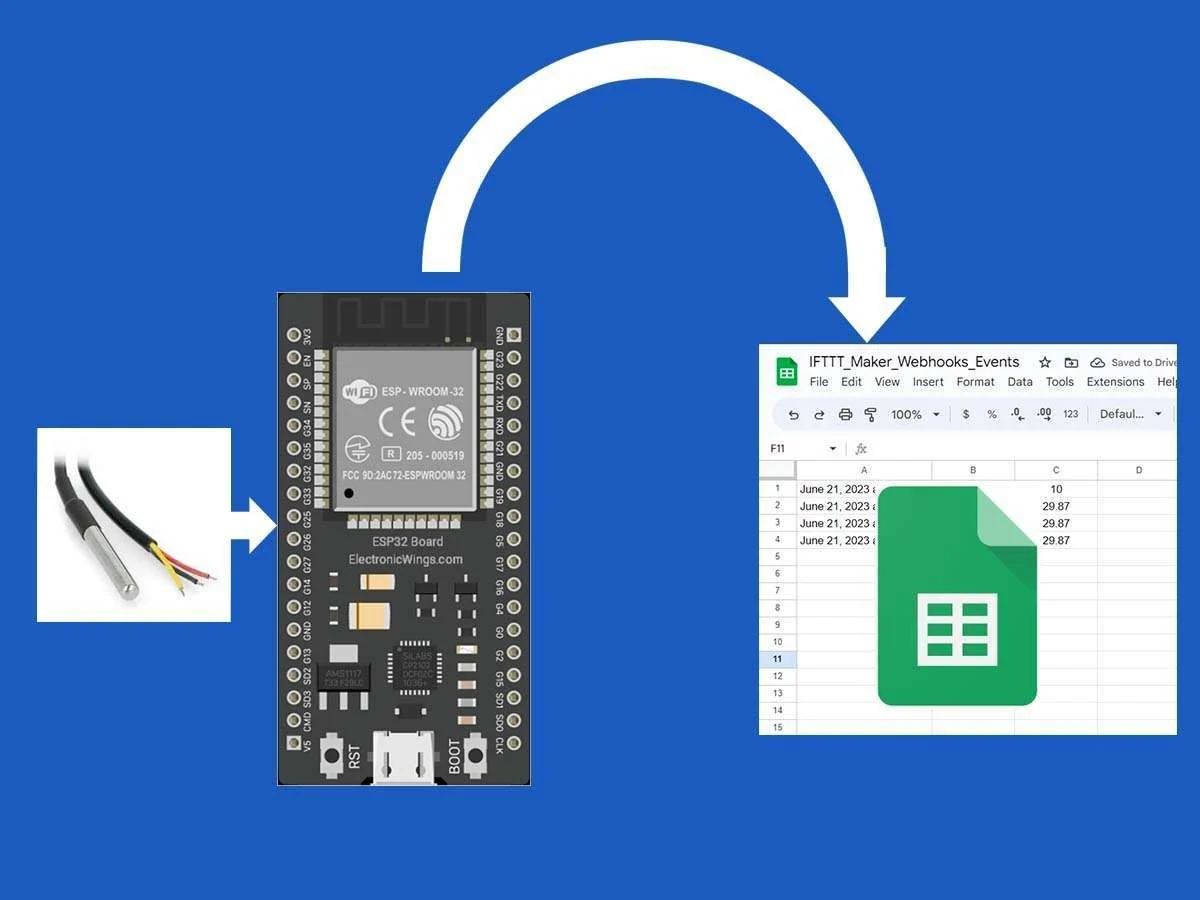 3V3
EN
SP
SN
G34
G35
G32
G33
G25
G26
G27
G14
G12
GND
G13
SD2
SD3
CMD
V5
GND
G23
G22
TXD
RXD
G21
GND
G19
G18
G5
G17
G16
G4
G0
G2
G15
SD1
SD0
CLK
WiFi ESP - WROOM -32
CE
R 205 - 000519
FCC 9D:2AC72-ESPWROOM 32
ESP32 Board
ElectronicWings.com
AMS1117
SILABS
CP2102
DCF02C
1036+
RST
BOOT
IFTTT_Maker_Webhooks_Events Saved to Drive
File Edit View Insert Format Data Tools Extensions Help
100% $ % .0 .00 123 Defaul...
F11 fx
A B C D
1 June 21, 2023 a 10
2 June 21, 2023 a 29.87
3 June 21, 2023 a 29.87
4 June 21, 2023 a 29.87
5
6
7
8
9
10
11
12
13
14
15